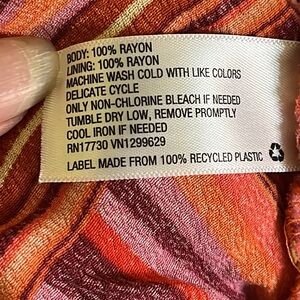 BODY: 100% RAYON
LINING: 100% RAYON
MACHINE WASH COLD WITH LIKE COLORS
DELICATE CYCLE
ONLY NON-CHLORINE BLEACH IF NEEDED
TUMBLE DRY LOW, REMOVE PROMPTLY
COOL IRON IF NEEDED
RN17730 VN1299629
LABEL MADE FROM 100% RECYCLED PLASTIC